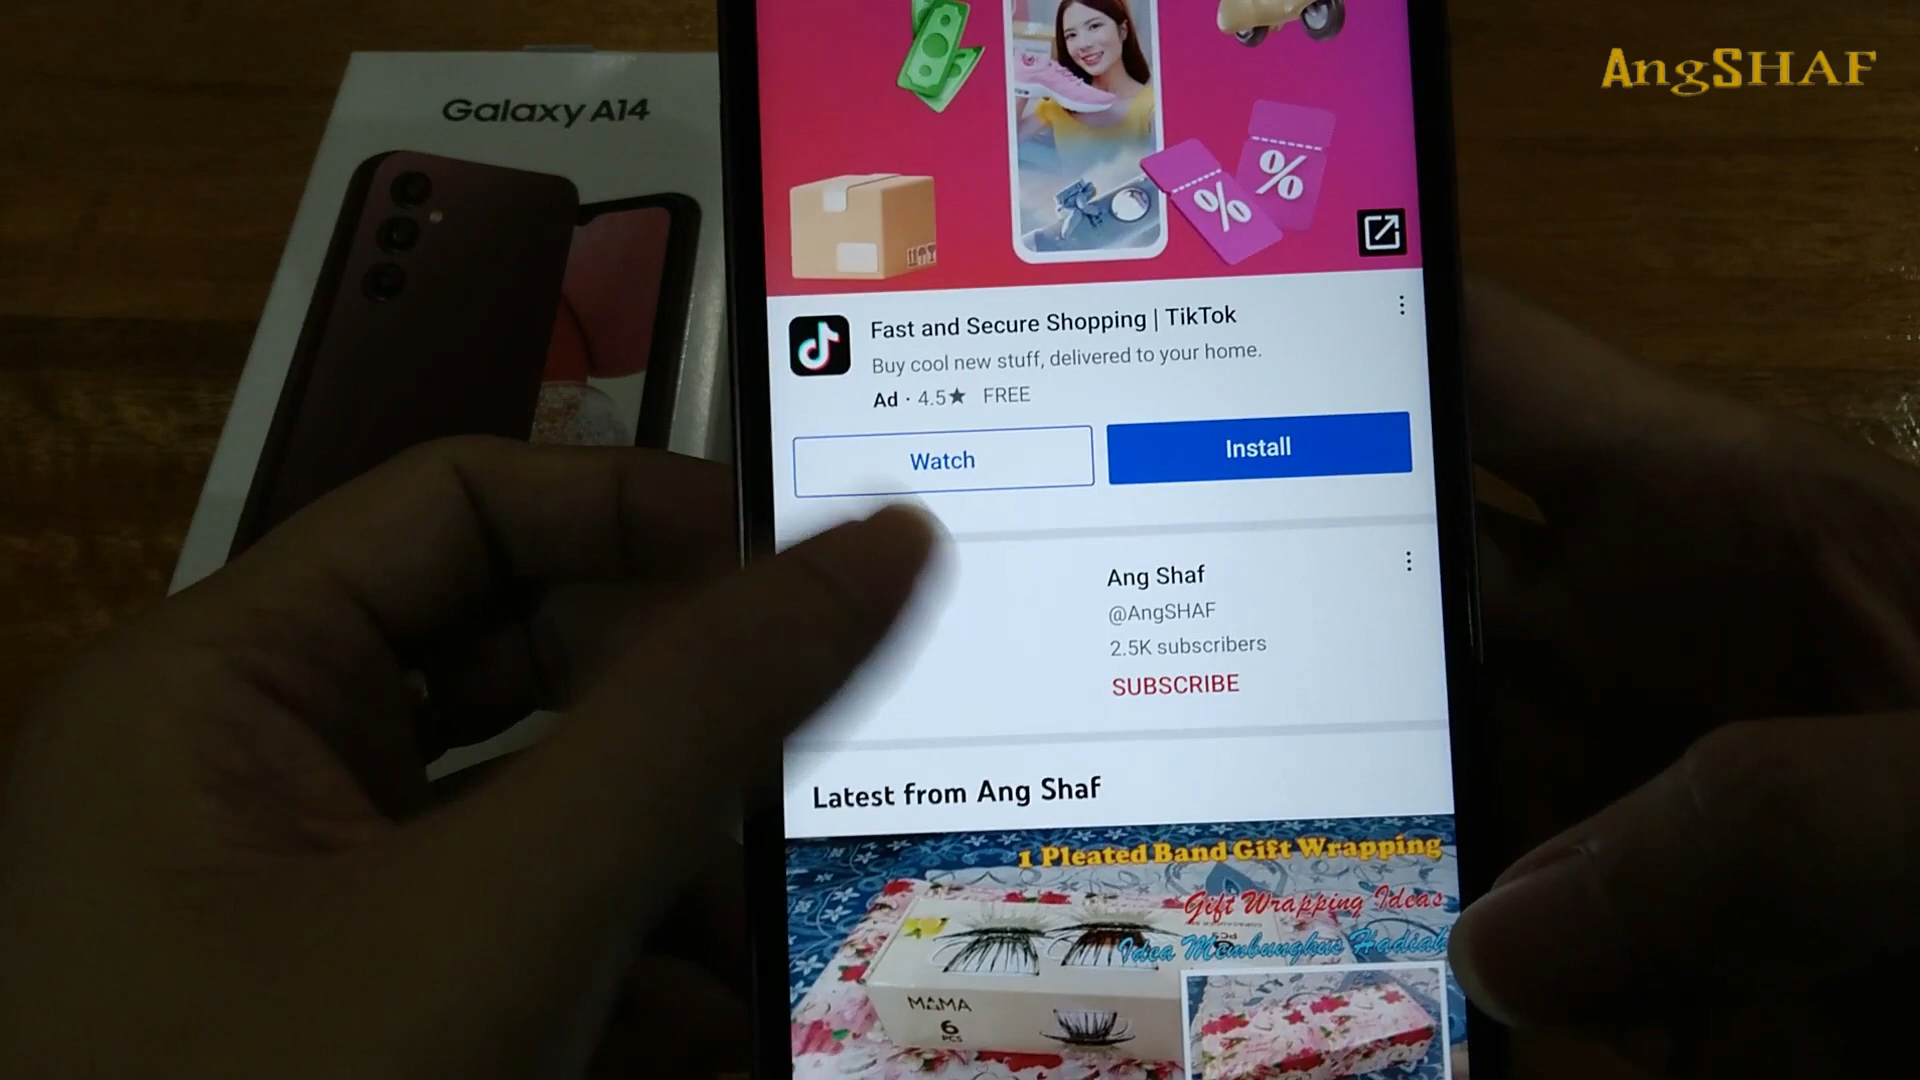 AngSHAF
Galaxy A14
%
%
Fast and Secure Shopping | TikTok
Buy cool new stuff, delivered to your home.
Ad · 4.5★ FREE
Watch
Install
Ang Shaf
@AngSHAF
2.5K subscribers
SUBSCRIBE
Latest from Ang Shaf
1 Pleated Band Gift Wrapping
Gift Wrapping Ideas
Idea Membungkus Hadiah
MAMA
6
PCS